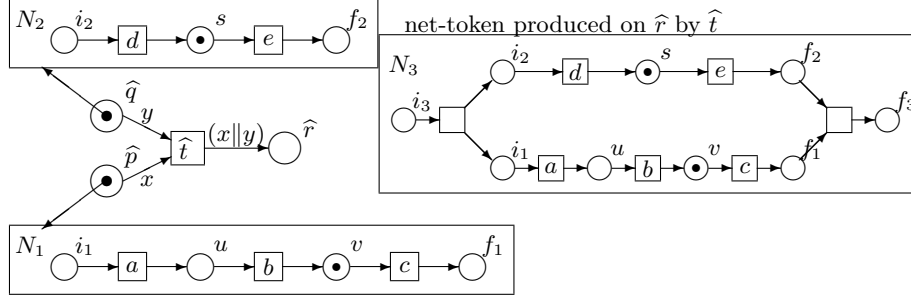 net-token produced on r̂ by t̂
N₂ i₂ d s e f₂
N₃ i₂ d s e f₂
q̂
y
i₃ f₃
t̂ (x∥y) r̂
p̂
x
i₁ a u b v c f₁
N₁ i₁ a u b v c f₁